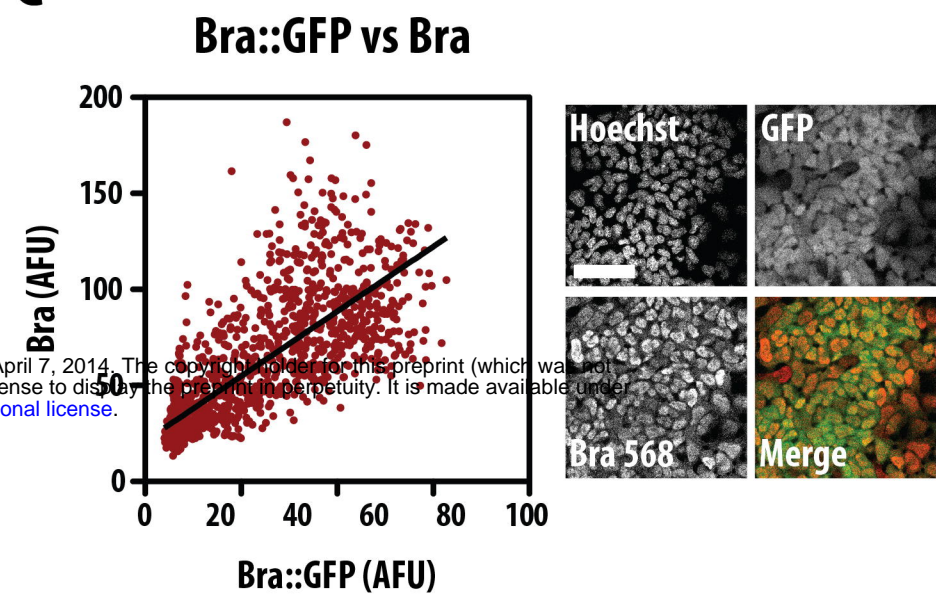 Bra::GFP vs Bra
200
150
100
50
0
Bra (AFU)
0 20 40 60 80 100
Bra::GFP (AFU)
Hoechst
GFP
Bra 568
Merge
April 7, 2014. The copyright holder for this preprint (which was not
ense to display the preprint in perpetuity. It is made available under
onal license.